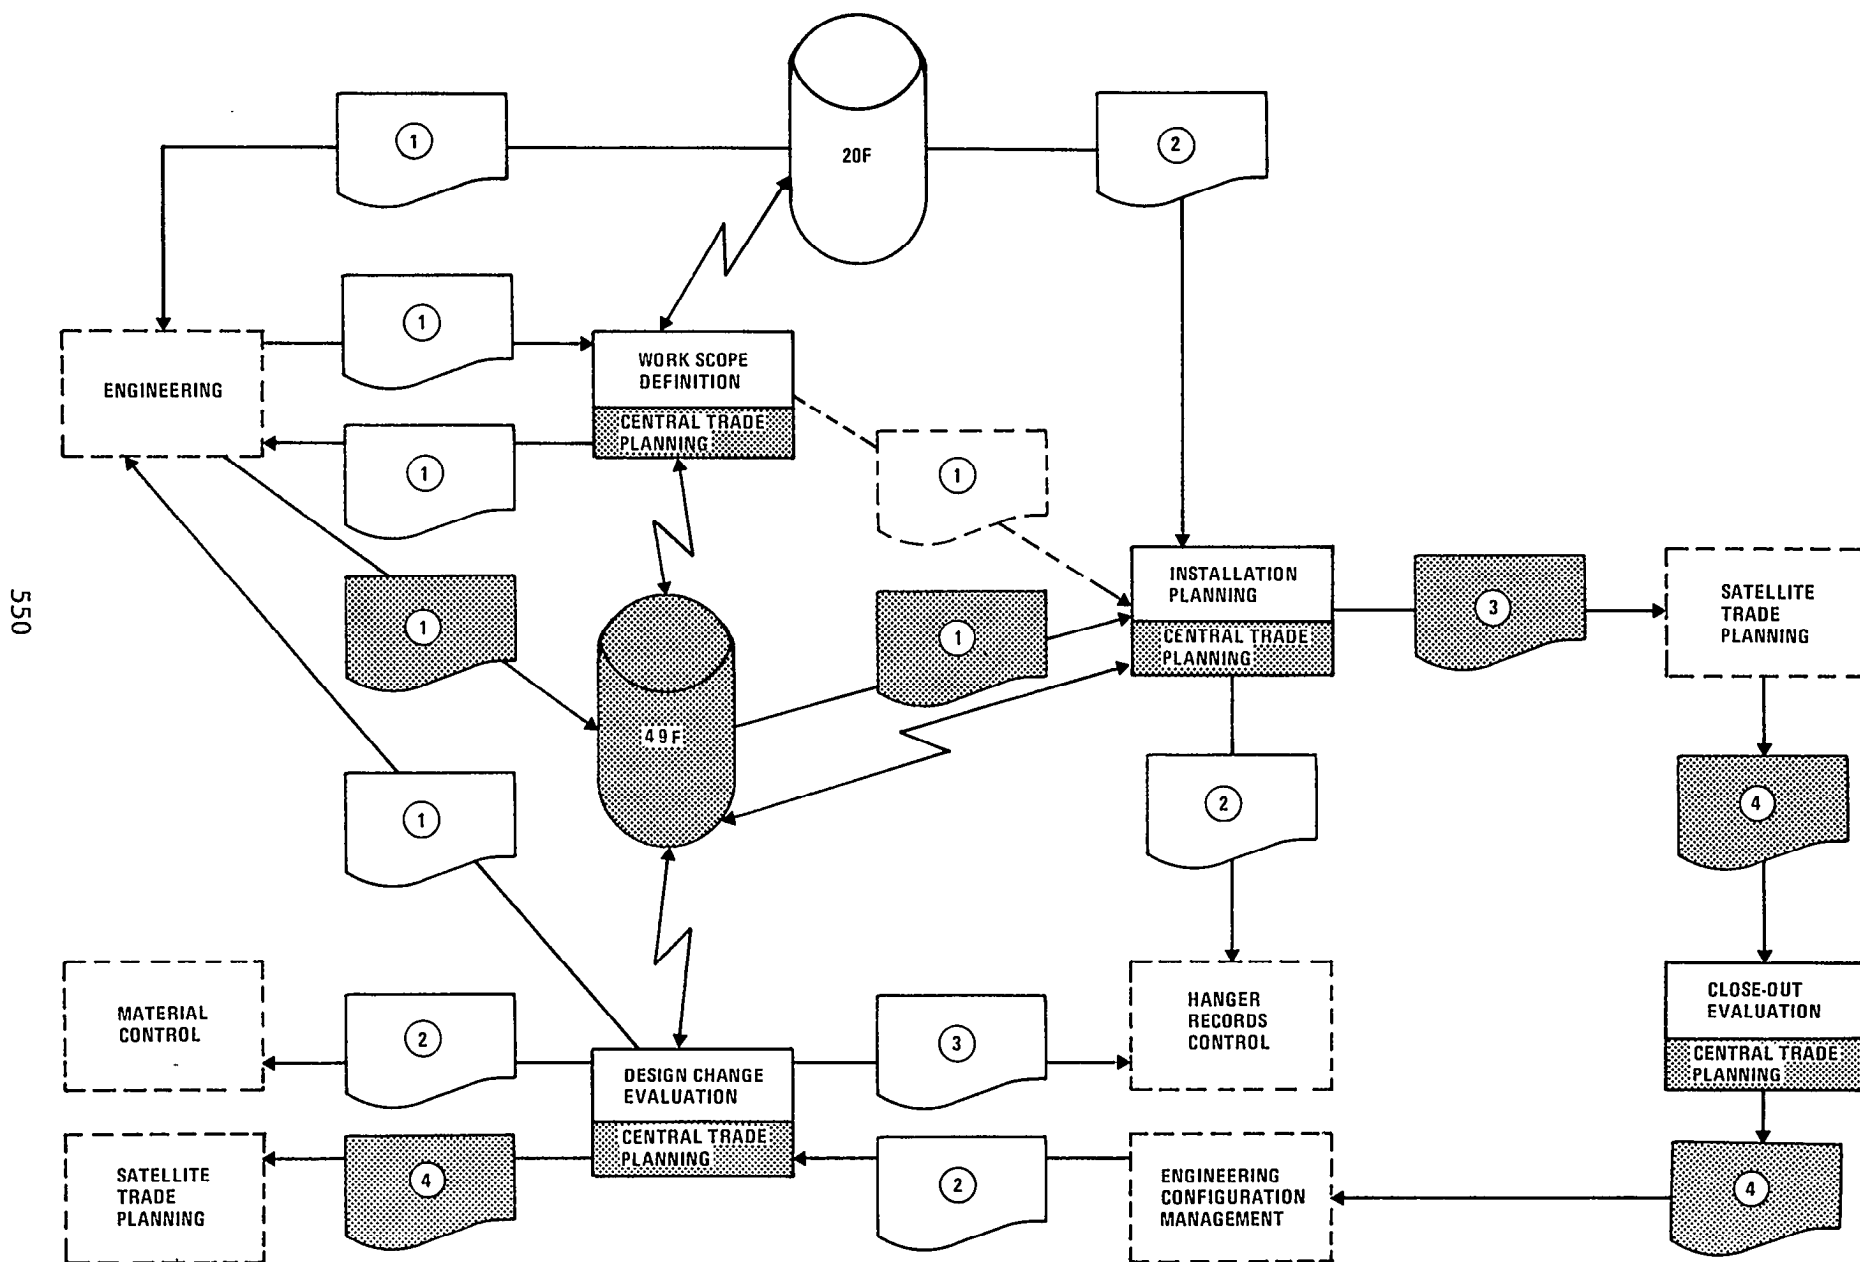 20F
1
2
1
ENGINEERING
WORK SCOPE
DEFINITION
CENTRAL TRADE
PLANNING
1
1
INSTALLATION
PLANNING
CENTRAL TRADE
PLANNING
3
SATELLITE
TRADE
PLANNING
1
1
550
49F
2
4
1
MATERIAL
CONTROL
2
DESIGN CHANGE
EVALUATION
CENTRAL TRADE
PLANNING
3
HANGER
RECORDS
CONTROL
CLOSE-OUT
EVALUATION
CENTRAL TRADE
PLANNING
SATELLITE
TRADE
PLANNING
4
2
ENGINEERING
CONFIGURATION
MANAGEMENT
4